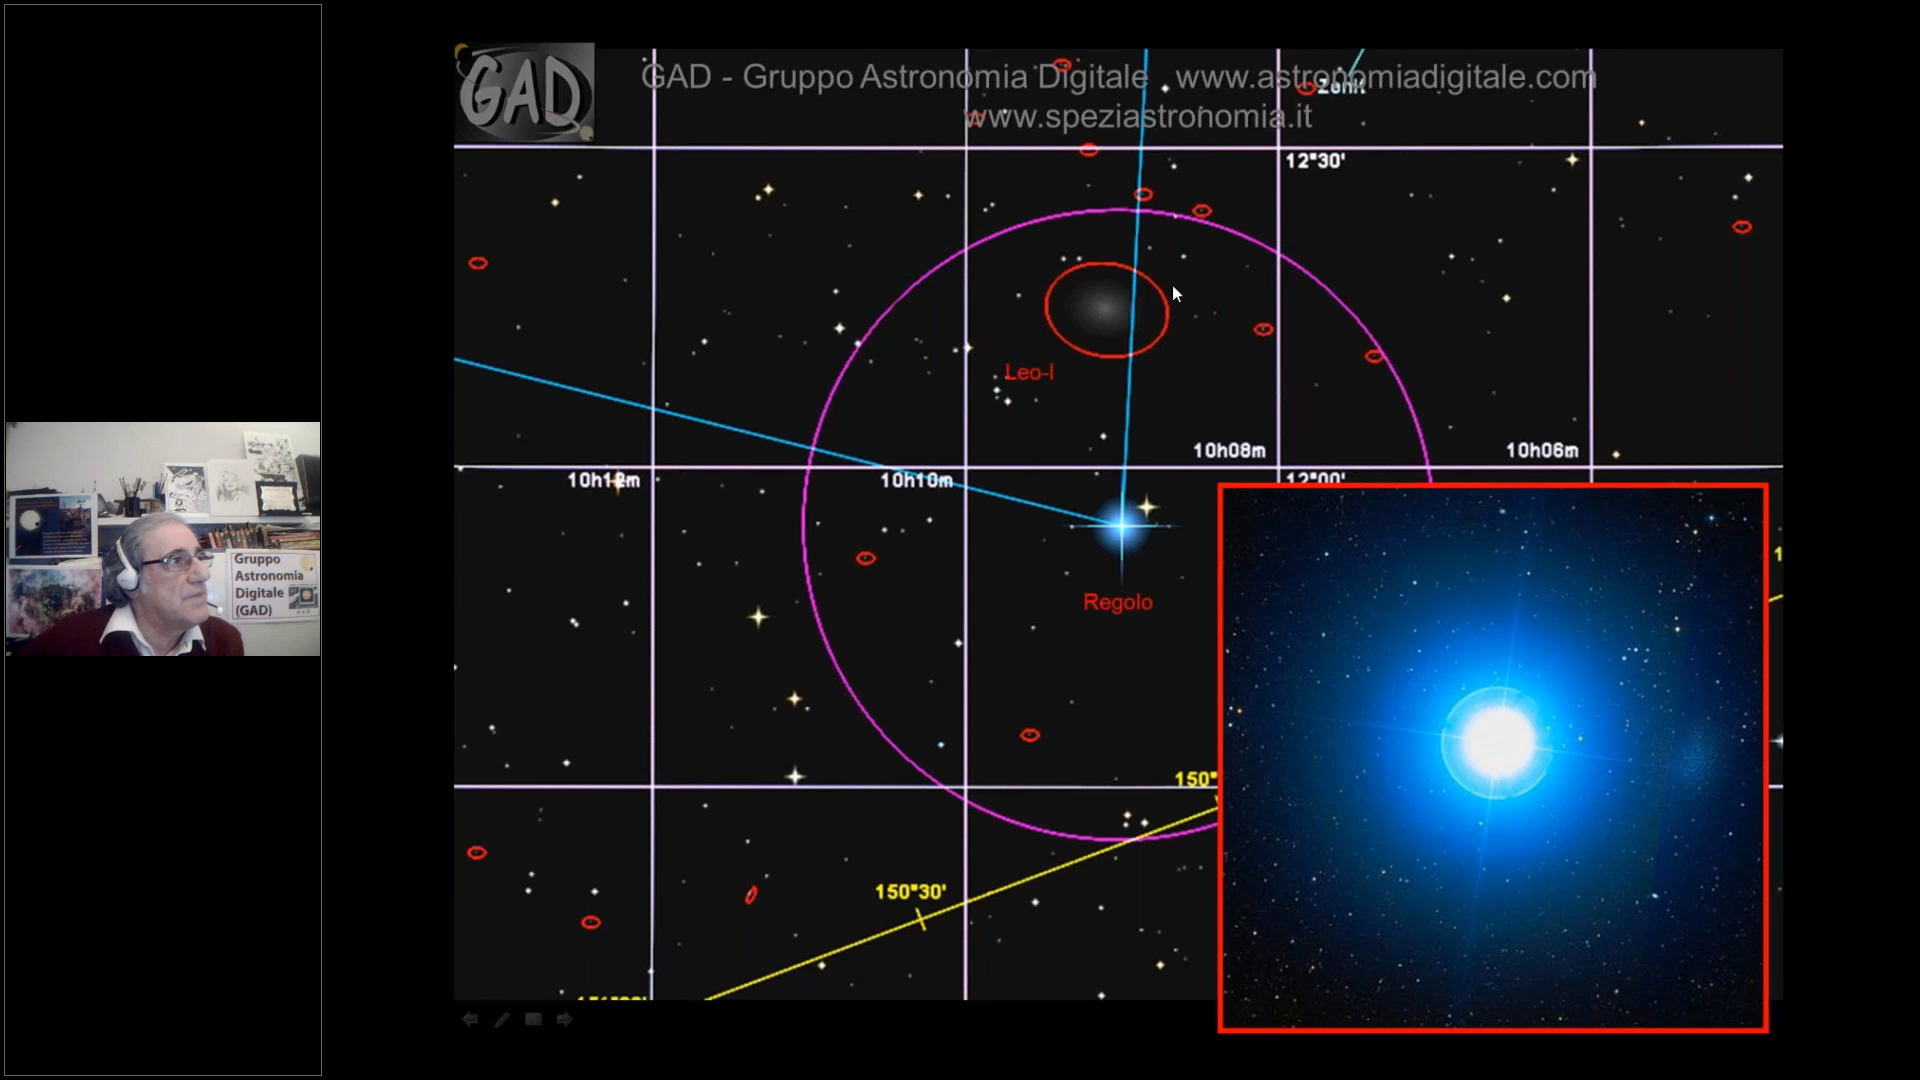 GAD
GAD - Gruppo Astronomia Digitale www.astronomiadigitale.com
Zenit
www.speziastronomia.it
12°30'
Leo-I
10h08m
10h06m
10h12m
10h10m
12°00'
Regolo
150°
150°30'
Gruppo
Astronomia
Digitale
(GAD)